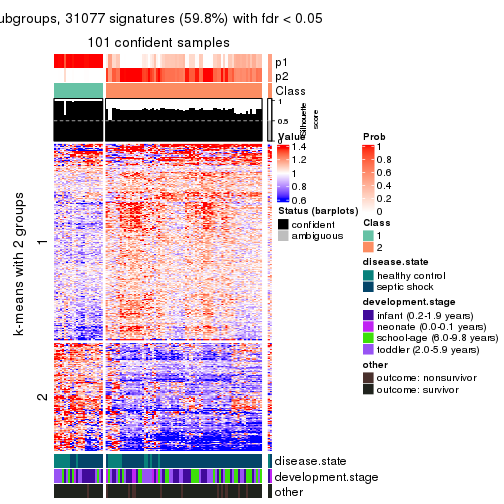 ubgroups, 31077 signatures (59.8%) with fdr < 0.05
101 confident samples
p1
p2
Class
1
0.5
0
Silhouette
score
k-means with 2 groups
1
2
disease.state
development.stage
other
Value
1.4
1.2
1
0.8
0.6
Status (barplots)
confident
ambiguous
Prob
1
0.8
0.6
0.4
0.2
0
Class
1
2
disease.state
healthy control
septic shock
development.stage
infant (0.2-1.9 years)
neonate (0.0-0.1 years)
school-age (6.0-9.8 years)
toddler (2.0-5.9 years)
other
outcome: nonsurvivor
outcome: survivor